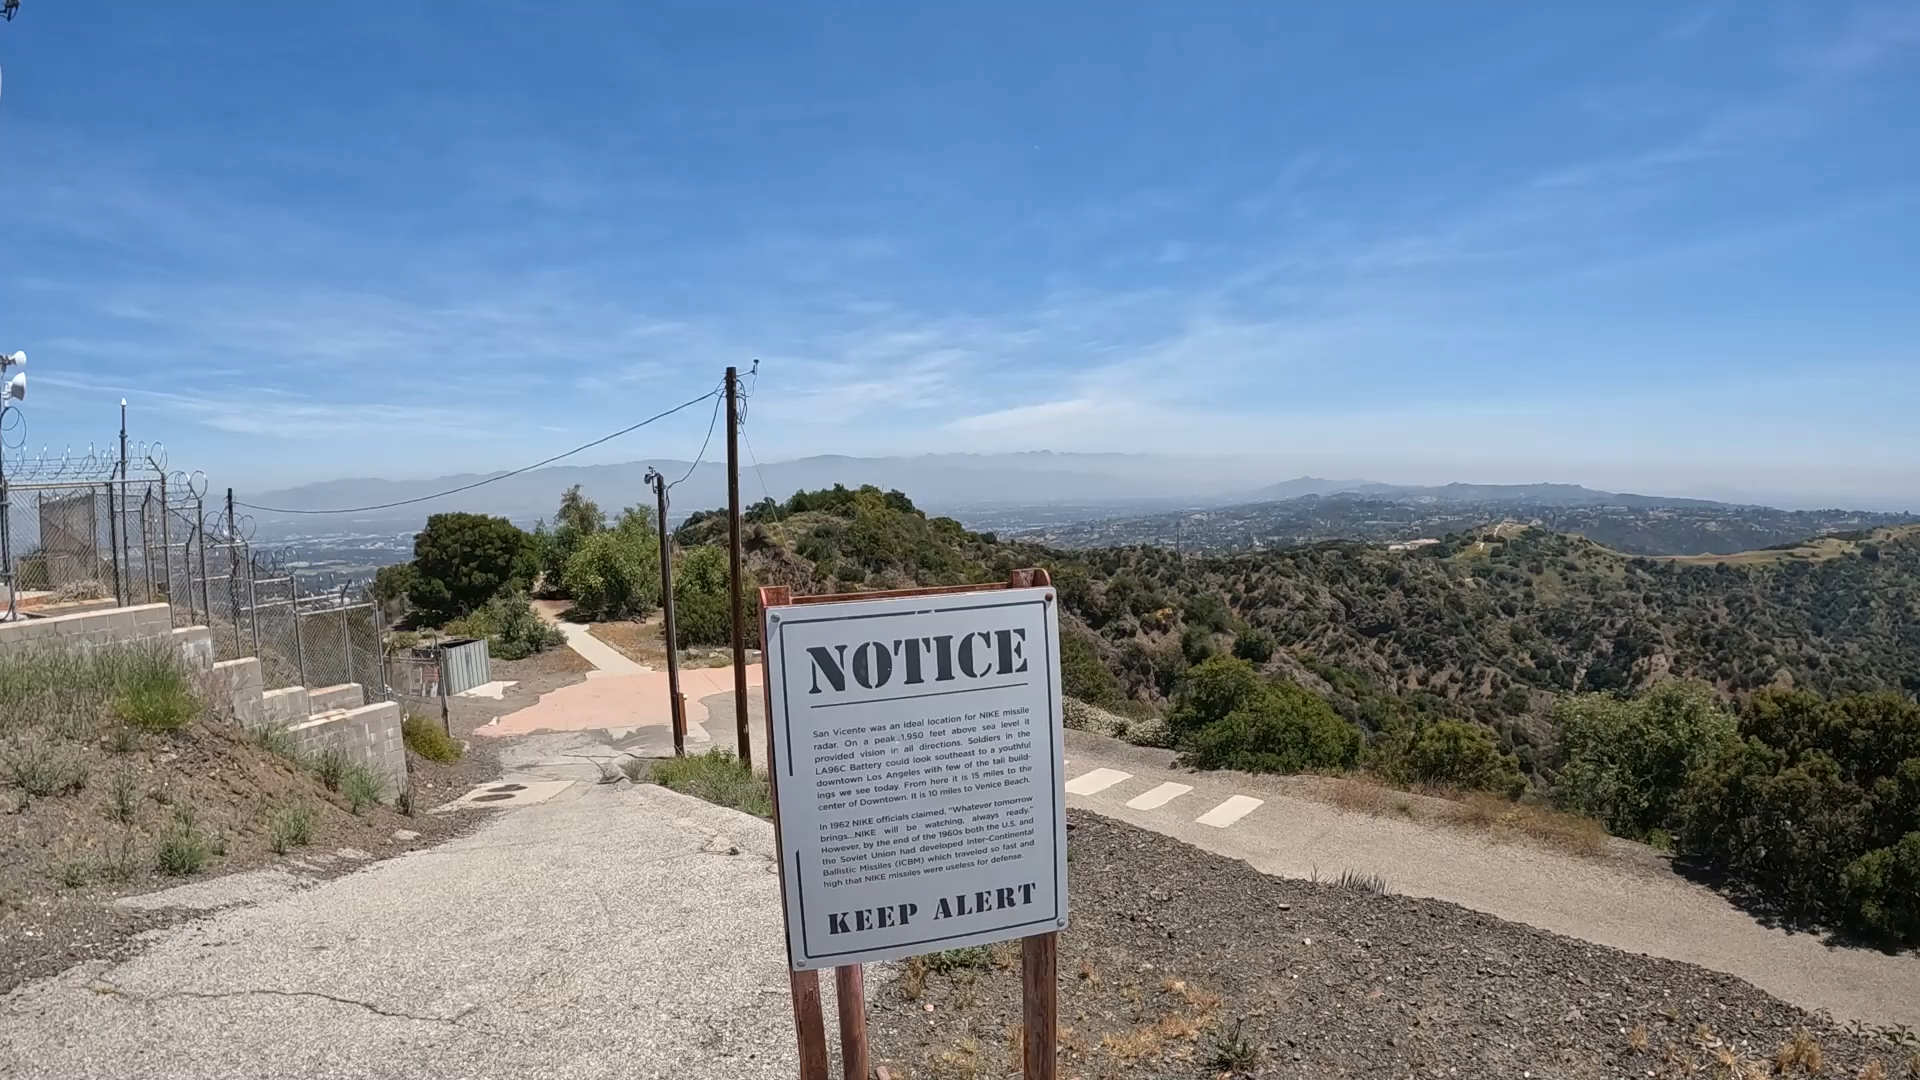 NOTICE
San Vicente was an ideal location for NIKE missile
radar. On a peak 1,950 feet above sea level it
provided vision in all directions. Soldiers in the
LA96C Battery could look southeast to a youthful
downtown Los Angeles with few of the tall build-
ings we see today. From here it is 15 miles to the
center of Downtown. It is 10 miles to Venice Beach.
In 1962 NIKE officials claimed, "Whatever tomorrow
brings...NIKE will be watching, always ready."
However, by the end of the 1960s both the U.S. and
the Soviet Union had developed Inter-Continental
Ballistic Missiles (ICBM) which traveled so fast and
high that NIKE missiles were useless for defense.
KEEP ALERT